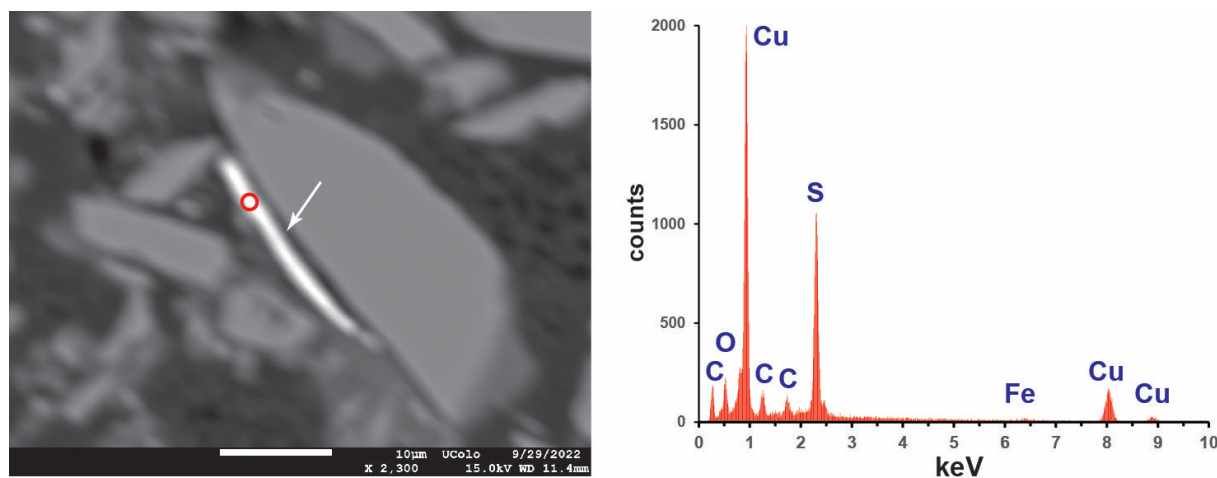 10μm UColo 9/29/2022
X 2,300 15.0kV WD 11.4mm
2000
1500
1000
500
0
counts
Cu
S
O
C
C
C
Fe
Cu
Cu
0 1 2 3 4 5 6 7 8 9 10
keV